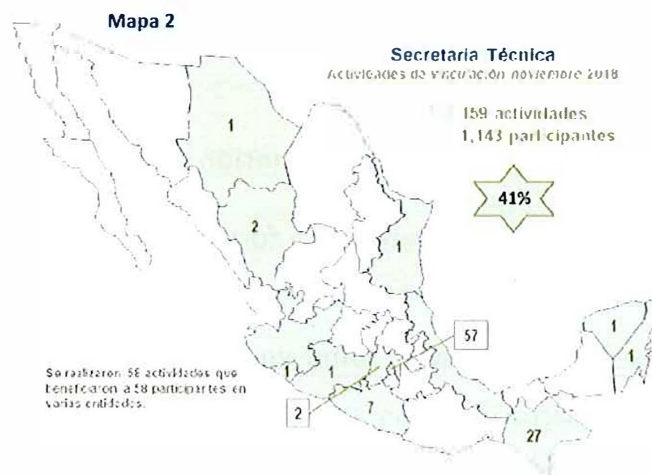 Mapa 2
Secretaria Técnica
Actividades de vinculación noviembre 2018
159 actividades
1,143 participantes
41%
1
2
1
57
1
1
1
1
Se realizaron 58 actividades que
beneficiaron a 58 participantes en
varias entidades.
2
7
27